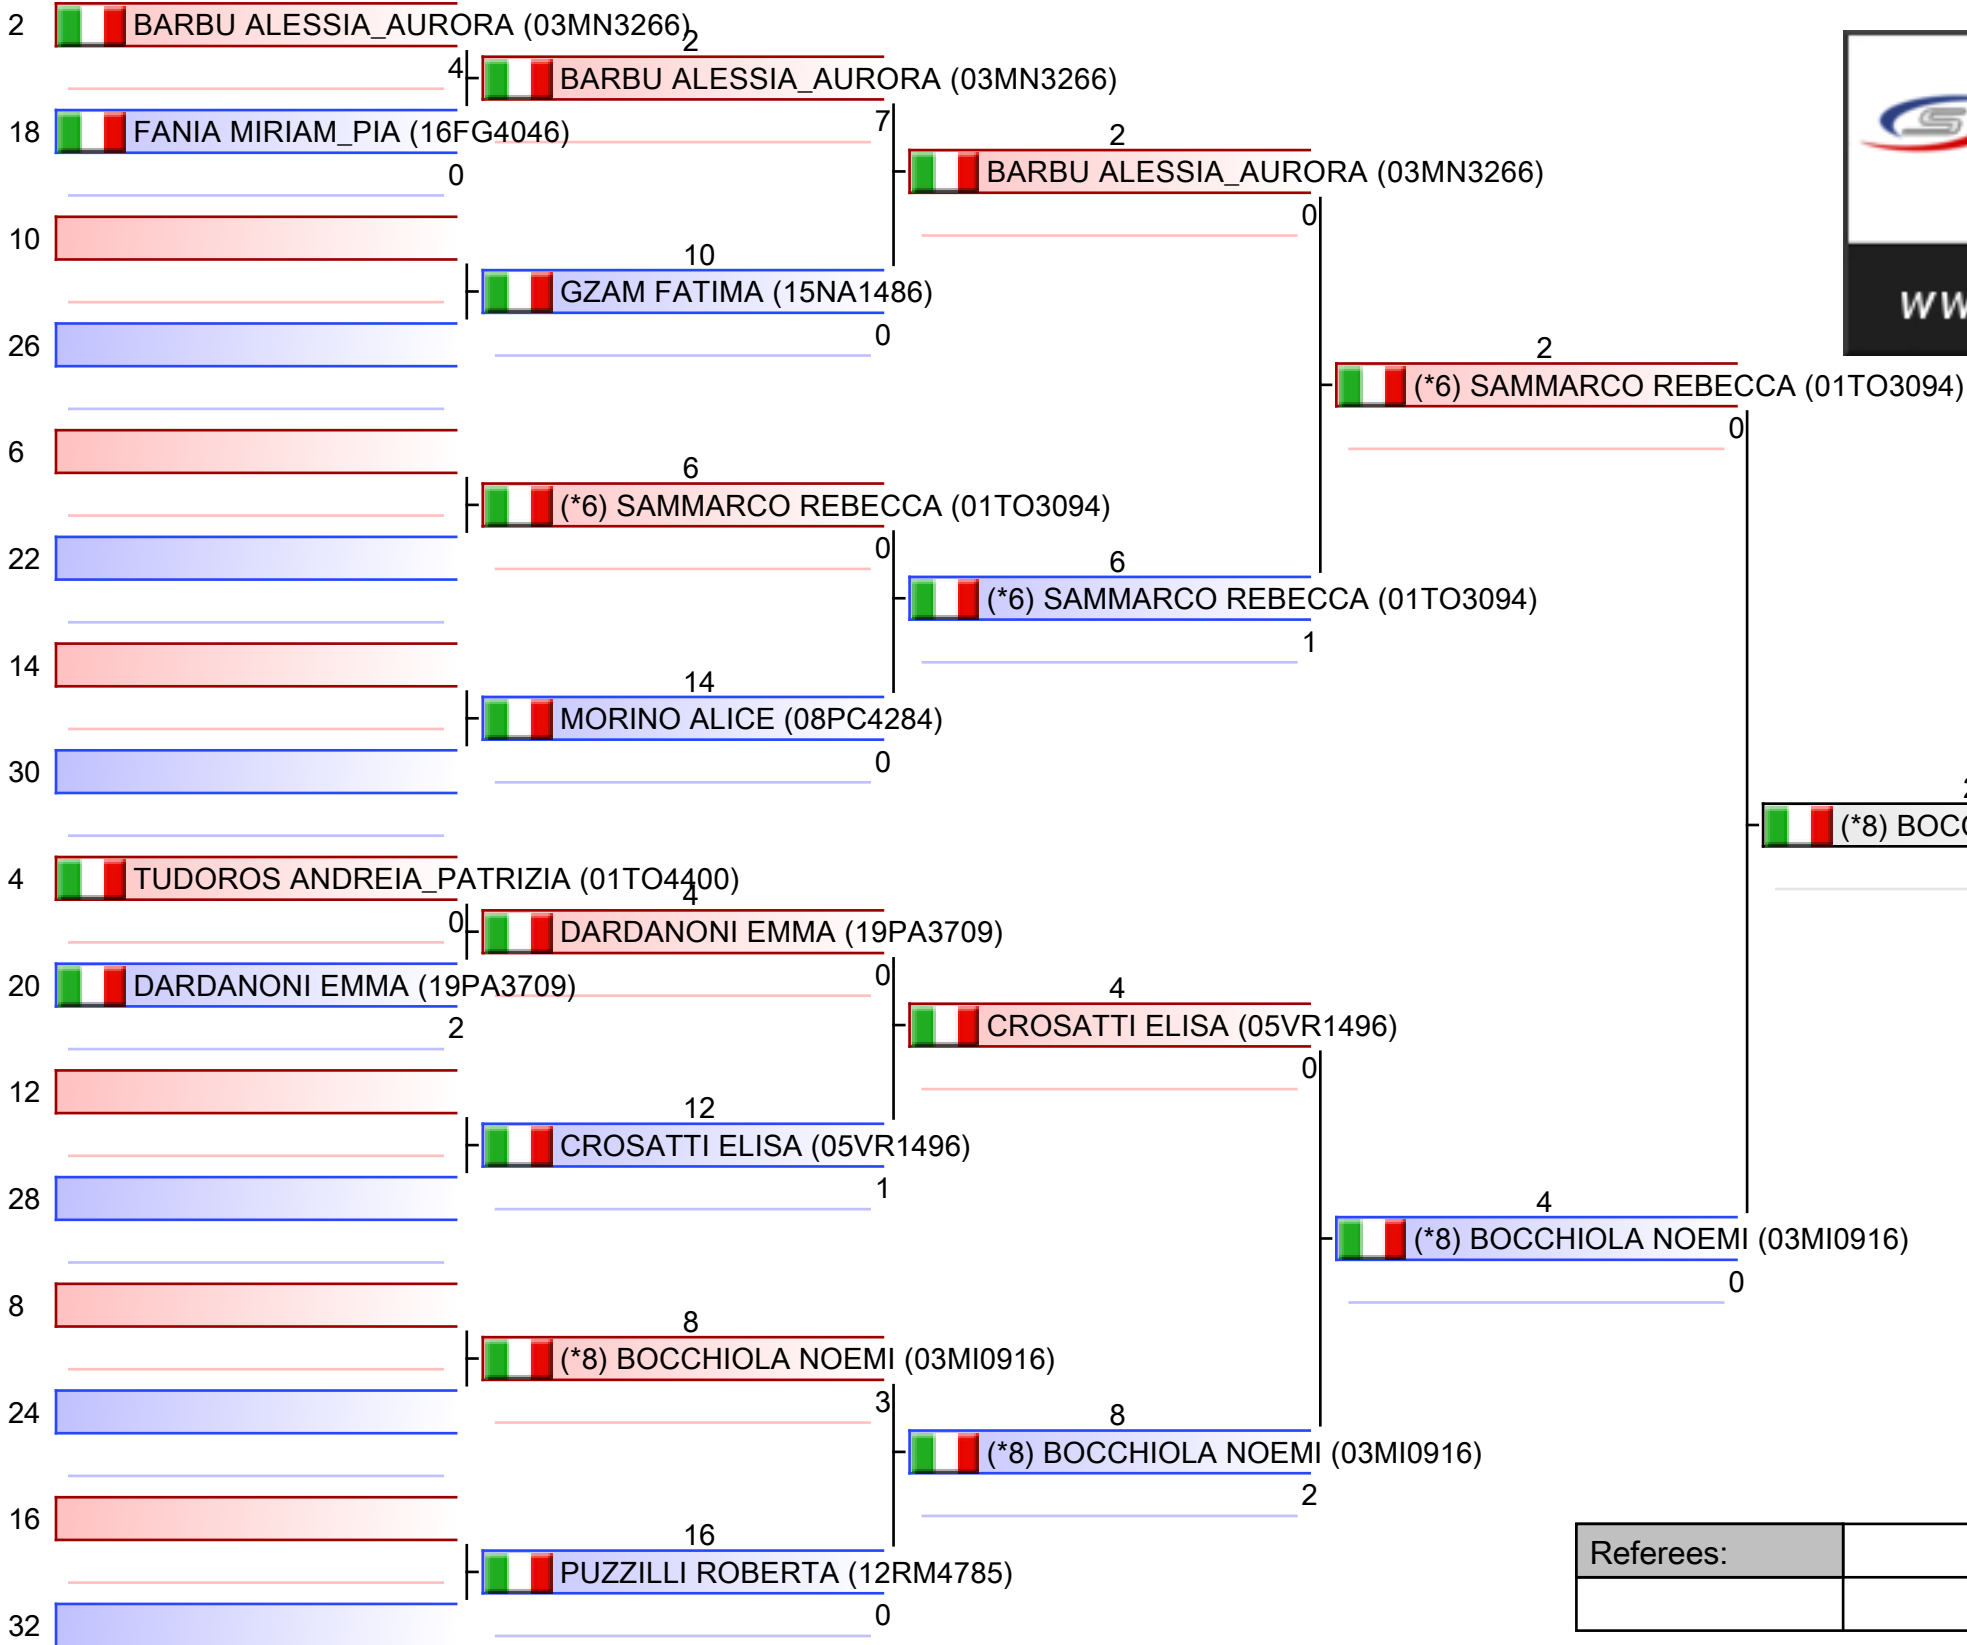 2 BARBU ALESSIA_AURORA (03MN3266)
2
4
BARBU ALESSIA_AURORA (03MN3266)
7
18 FANIA MIRIAM_PIA (16FG4046)
0
2
BARBU ALESSIA_AURORA (03MN3266)
0
10
10
GZAM FATIMA (15NA1486)
0
26
2
(*6) SAMMARCO REBECCA (01TO3094)
0
6
6
(*6) SAMMARCO REBECCA (01TO3094)
0
22
6
(*6) SAMMARCO REBECCA (01TO3094)
1
14
14
MORINO ALICE (08PC4284)
0
30
(*8)
4 TUDOROS ANDREIA_PATRIZIA (01TO4400)
4
0
DARDANONI EMMA (19PA3709)
0
20 DARDANONI EMMA (19PA3709)
2
4
CROSATTI ELISA (05VR1496)
0
12
12
CROSATTI ELISA (05VR1496)
1
28
4
(*8) BOCCHIOLA NOEMI (03MI0916)
0
8
8
(*8) BOCCHIOLA NOEMI (03MI0916)
3
24
8
(*8) BOCCHIOLA NOEMI (03MI0916)
2
16
16
PUZZILLI ROBERTA (12RM4785)
0
32
Referees: